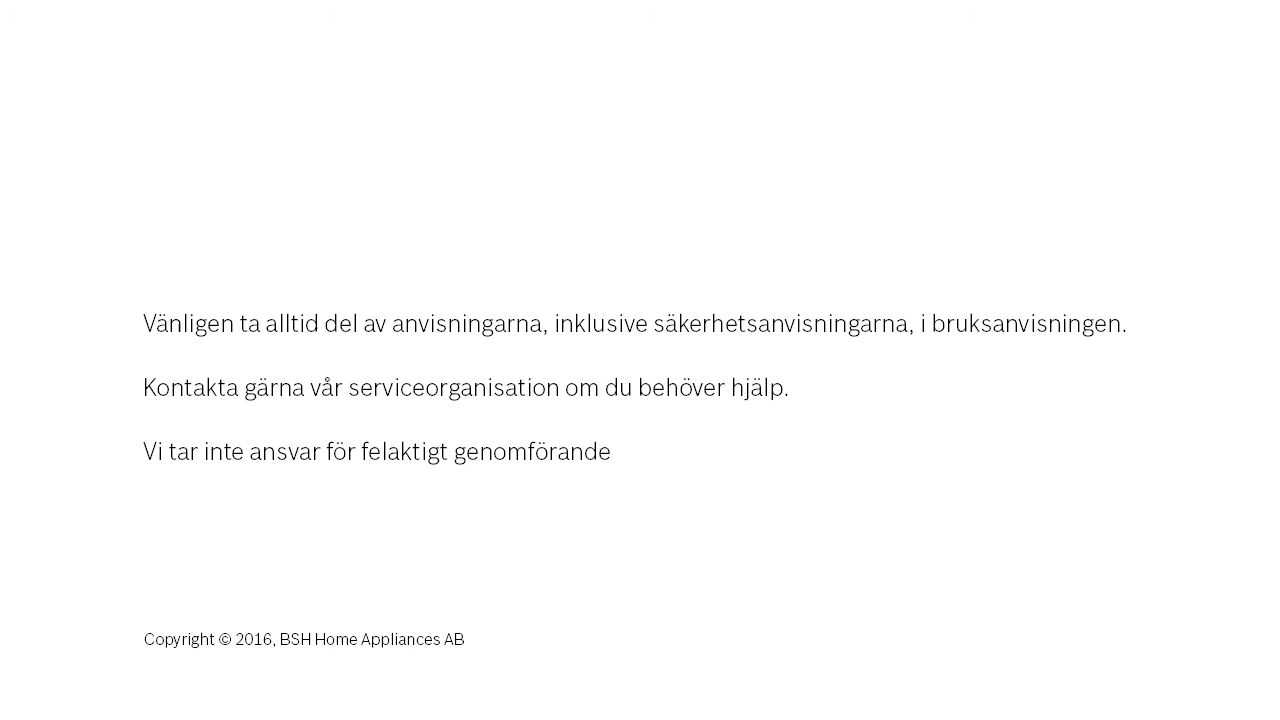 Vänligen ta alltid del av anvisningarna, inklusive säkerhetsanvisningarna, i bruksanvisningen.
Kontakta gärna vår serviceorganisation om du behöver hjälp.
Vi tar inte ansvar för felaktigt genomförande
Copyright © 2016, BSH Home Appliances AB